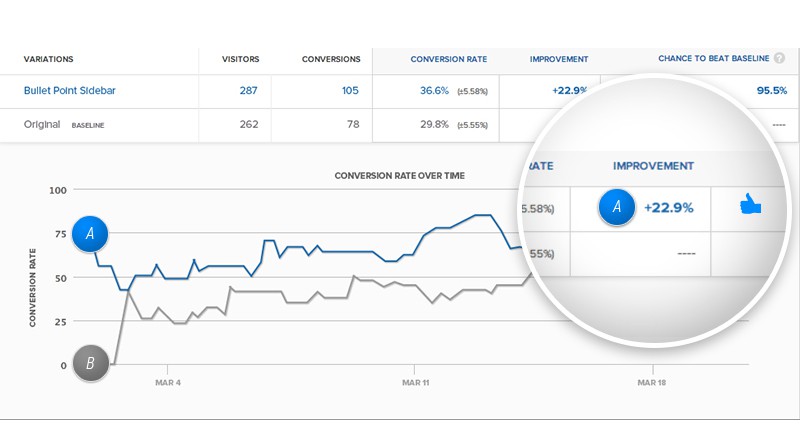 VARIATIONS VISITORS CONVERSIONS CONVERSION RATE IMPROVEMENT CHANCE TO BEAT BASELINE ?
Bullet Point Sidebar 287 105 36.6% (±5.58%) +22.9% 95.5%
Original BASELINE 262 78 29.8% (±5.55%) ----
CONVERSION RATE OVER TIME
CONVERSION RATE
100
75
50
25
0
A
B
MAR 4 MAR 11 MAR 18
RATE IMPROVEMENT
5.58%) A +22.9%
55%) ----